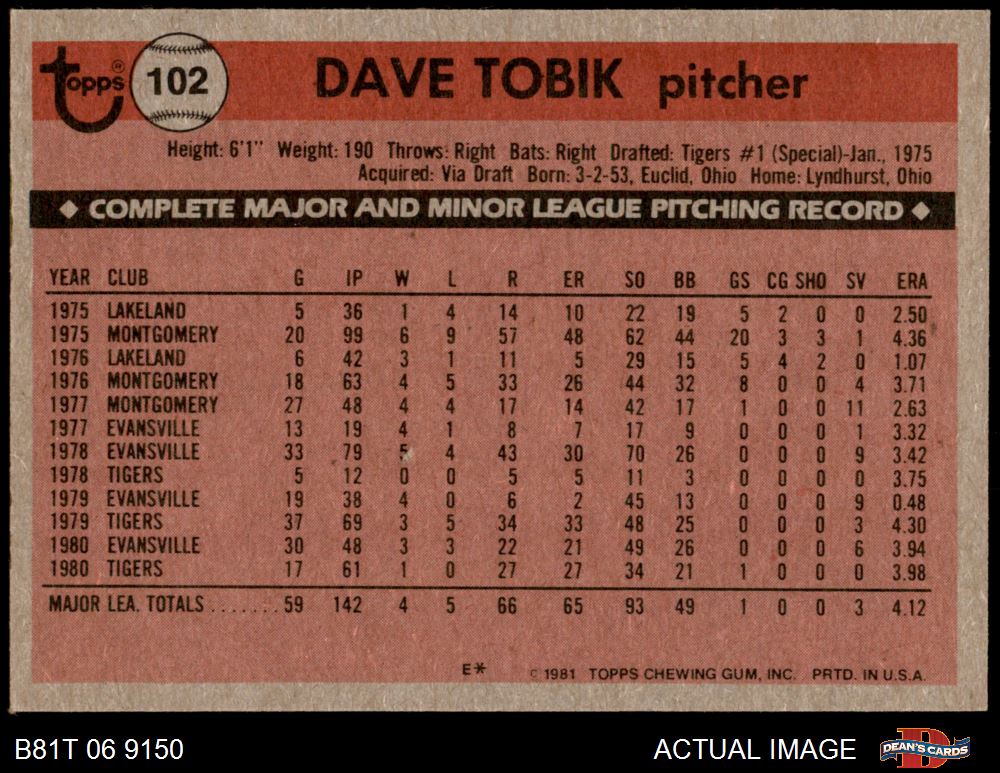 topps® 102 DAVE TOBIK pitcher
Height: 6'1" Weight: 190 Throws: Right Bats: Right Drafted: Tigers #1 (Special)-Jan., 1975
Acquired: Via Draft Born: 3-2-53, Euclid, Ohio Home: Lyndhurst, Ohio
◆ COMPLETE MAJOR AND MINOR LEAGUE PITCHING RECORD ◆
YEAR CLUB G IP W L R ER SO BB GS CG SHO SV ERA
1975 LAKELAND 5 36 1 4 14 10 22 19 5 2 0 0 2.50
1975 MONTGOMERY 20 99 6 9 57 48 62 44 20 3 3 1 4.36
1976 LAKELAND 6 42 3 1 11 5 29 15 5 4 2 0 1.07
1976 MONTGOMERY 18 63 4 5 33 26 44 32 8 0 0 4 3.71
1977 MONTGOMERY 27 48 4 4 17 14 42 17 1 0 0 11 2.63
1977 EVANSVILLE 13 19 4 1 8 7 17 9 0 0 0 1 3.32
1978 EVANSVILLE 33 79 5 4 43 30 70 26 0 0 0 9 3.42
1978 TIGERS 5 12 0 0 5 5 11 3 0 0 0 0 3.75
1979 EVANSVILLE 19 38 4 0 6 2 45 13 0 0 0 9 0.48
1979 TIGERS 37 69 3 5 34 33 48 25 0 0 0 3 4.30
1980 EVANSVILLE 30 48 3 3 22 21 49 26 0 0 0 6 3.94
1980 TIGERS 17 61 1 0 27 27 34 21 1 0 0 0 3.98
MAJOR LEA. TOTALS ....... 59 142 4 5 66 65 93 49 1 0 0 3 4.12
E* © 1981 TOPPS CHEWING GUM, INC. PRTD. IN U.S.A.
B81T 06 9150 ACTUAL IMAGE DEAN'S CARDS